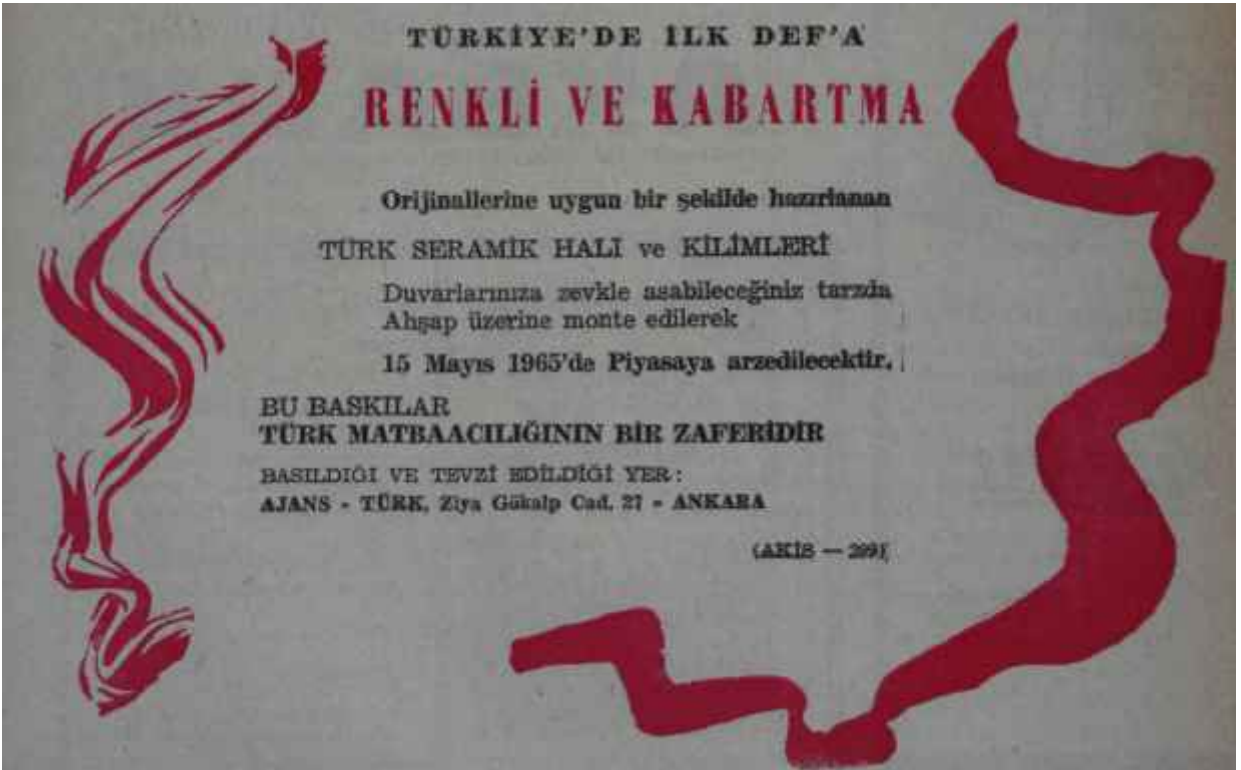 TÜRKİYE'DE İLK DEF'A
RENKLİ VE KABARTMA
Orijinallerine uygun bir şekilde hazırlanan
TÜRK SERAMİK HALI ve KİLİMLERİ
Duvarlarınıza zevkle asabileceğiniz tarzda
Ahşap üzerine monte edilerek
15 Mayıs 1965'de Piyasaya arzedilecektir.
BU BASKILAR
TÜRK MATBAACILIĞININ BİR ZAFERİDİR
BASILDIĞI VE TEVZİ EDİLDİĞİ YER:
AJANS - TÜRK, Ziya Gökalp Cad. 27 - ANKARA
(AKİS —